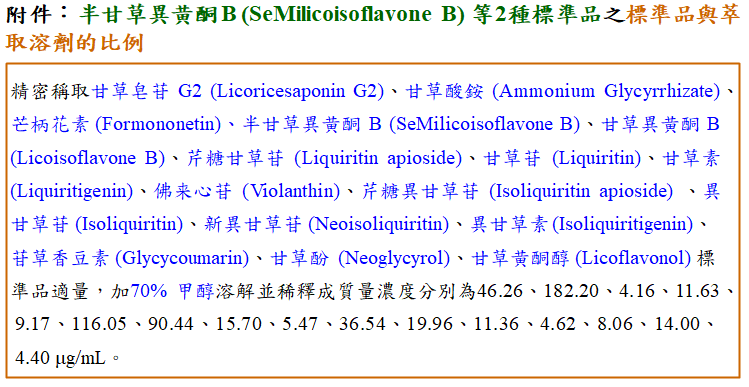 附件：半甘草異黃酮B (SeMilicoisoflavone B) 等2種標準品之標準品與萃
取溶劑的比例
精密稱取甘草皂苷 G2 (Licoricesaponin G2)、甘草酸銨 (Ammonium Glycyrrhizate)、
芒柄花素 (Formononetin)、半甘草異黃酮 B (SeMilicoisoflavone B)、甘草異黃酮 B
(Licoisoflavone B)、芹糖甘草苷 (Liquiritin apioside)、甘草苷 (Liquiritin)、甘草素
(Liquiritigenin)、佛來心苷 (Violanthin)、芹糖異甘草苷 (Isoliquiritin apioside) 、異
甘草苷 (Isoliquiritin)、新異甘草苷 (Neoisoliquiritin)、異甘草素 (Isoliquiritigenin)、
苷草香豆素 (Glycycoumarin)、甘草酚 (Neoglycyrol)、甘草黃酮醇 (Licoflavonol) 標
準品適量，加70% 甲醇溶解並稀釋成質量濃度分別為46.26、182.20、4.16、11.63、
9.17、116.05、90.44、15.70、5.47、36.54、19.96、11.36、4.62、8.06、14.00、
4.40 μg/mL。